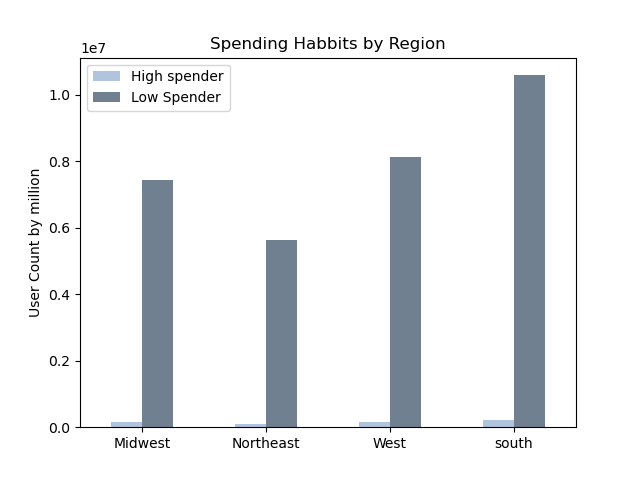 Spending Habbits by Region
1e7
High spender
Low Spender
1.0
0.8
0.6
0.4
0.2
0.0
User Count by million
Midwest Northeast West south